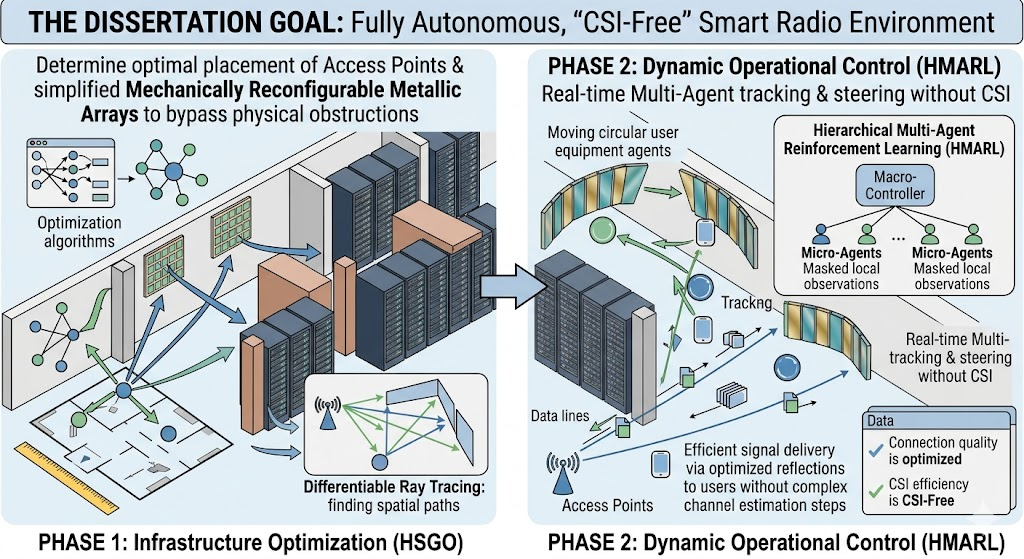 THE DISSERTATION GOAL: Fully Autonomous, “CSI-Free” Smart Radio Environment
Determine optimal placement of Access Points &
simplified Mechanically Reconfigurable Metallic
Arrays to bypass physical obstructions
Optimization
algorithms
Differentiable Ray Tracing:
finding spatial paths
PHASE 1: Infrastructure Optimization (HSGO)
PHASE 2: Dynamic Operational Control (HMARL)
Real-time Multi-Agent tracking & steering without CSI
Moving circular user
equipment agents
Hierarchical Multi-Agent
Reinforcement Learning (HMARL)
Macro-
Controller
...
Micro-Agents
Masked local
observations
Micro-Agents
Masked local
observations
Trackng
Real-time Multi-
tracking & steering
without CSI
Data lines
Access Points
Efficient signal delivery
via optimized reflections
to users without complex
channel estimation steps
Data
Connection quality
is optimized
CSI efficiency
is CSI-Free
PHASE 2: Dynamic Operational Control (HMARL)